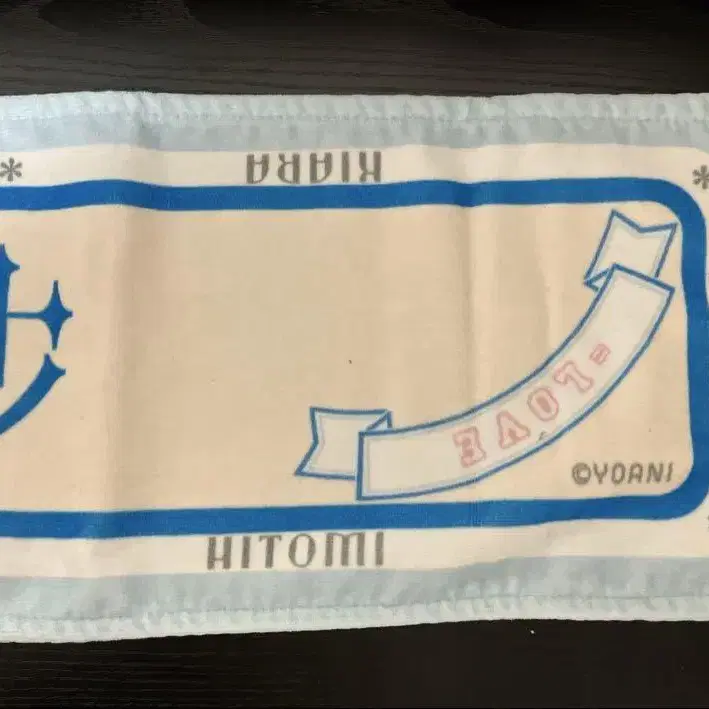 * KIARA *
=LOVE
©YOANI
HITOMI